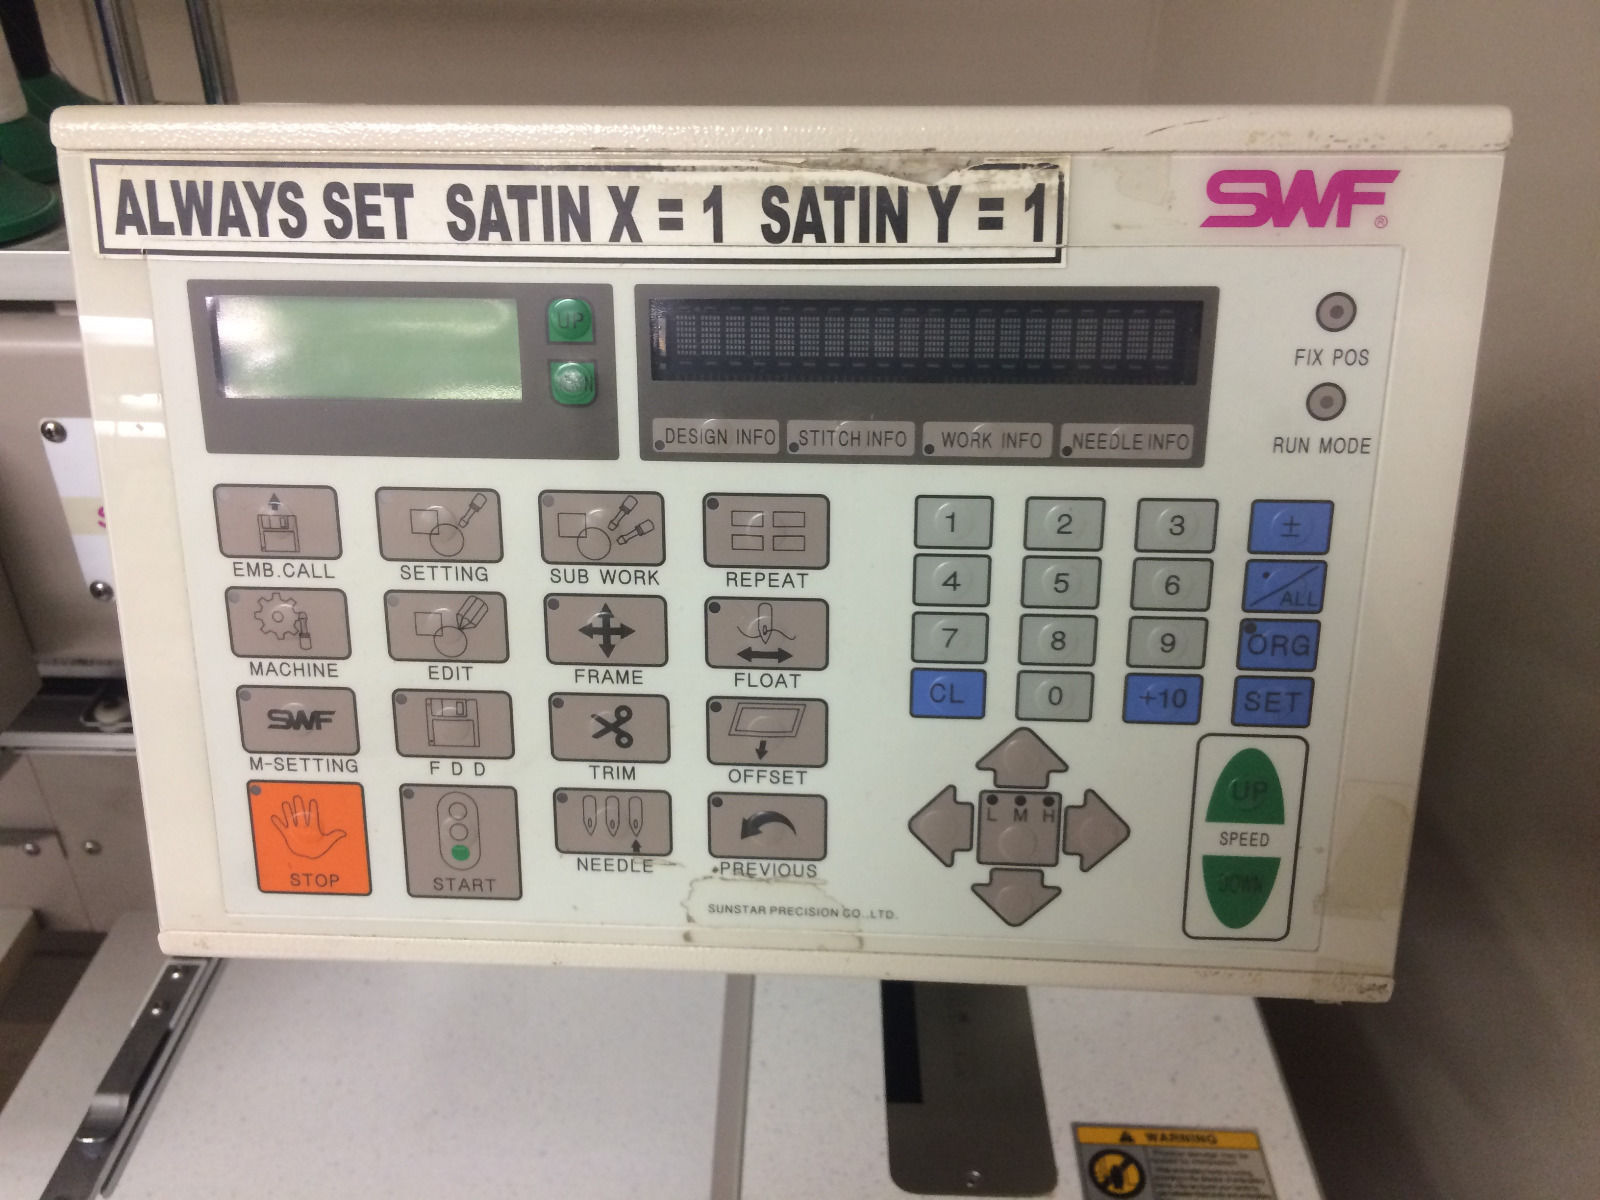 ALWAYS SET SATIN X = 1 SATIN Y = 1
SWF®
UP
FIX POS
RUN MODE
DESIGN INFO STITCH INFO WORK INFO NEEDLE INFO
EMB.CALL SETTING SUB WORK REPEAT
MACHINE EDIT FRAME FLOAT
SWF
M-SETTING F D D TRIM OFFSET
STOP START NEEDLE PREVIOUS
1 2 3 ±
4 5 6 ALL
7 8 9 ORG
CL 0 +10 SET
L M H
UP
SPEED
DOWN
SUNSTAR PRECISION CO.,LTD.
WARNING